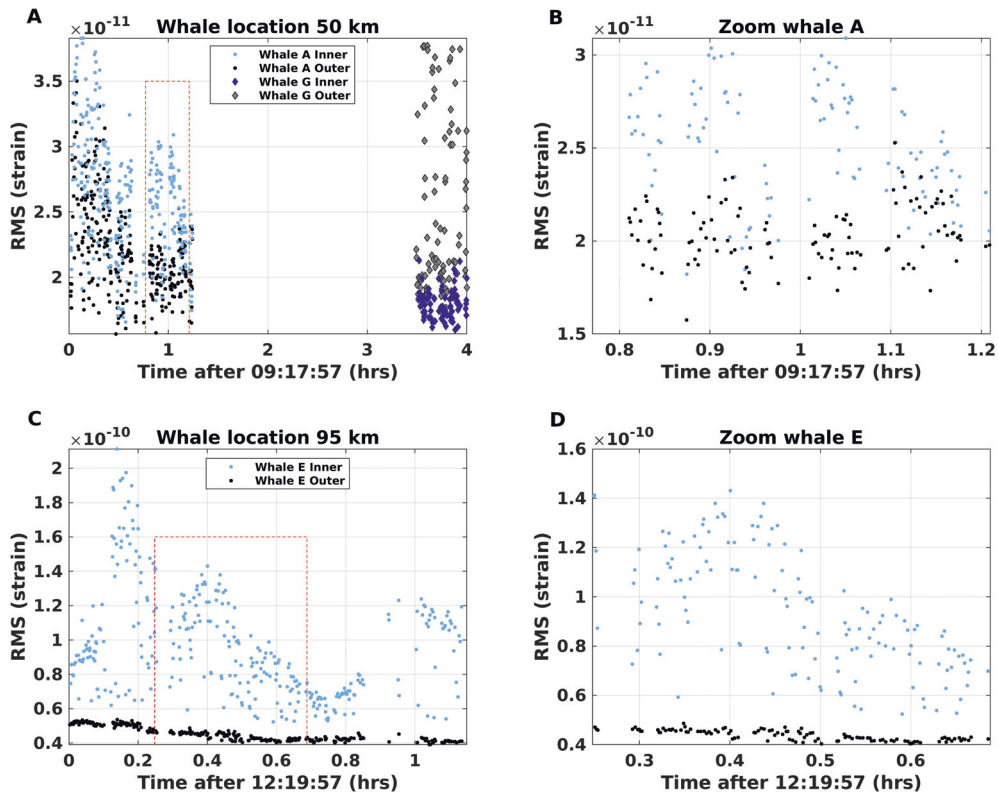 A
×10⁻¹¹ Whale location 50 km
Whale A Inner
Whale A Outer
Whale G Inner
Whale G Outer
RMS (strain)
3.5
3
2.5
2
0 1 2 3 4
Time after 09:17:57 (hrs)
B
×10⁻¹¹ Zoom whale A
RMS (strain)
3
2.5
2
1.5
0.8 0.9 1 1.1 1.2
Time after 09:17:57 (hrs)
C
×10⁻¹⁰ Whale location 95 km
Whale E Inner
Whale E Outer
RMS (strain)
2
1.8
1.6
1.4
1.2
1
0.8
0.6
0.4
0 0.2 0.4 0.6 0.8 1
Time after 12:19:57 (hrs)
D
×10⁻¹⁰ Zoom whale E
RMS (strain)
1.6
1.4
1.2
1
0.8
0.6
0.4
0.3 0.4 0.5 0.6
Time after 12:19:57 (hrs)